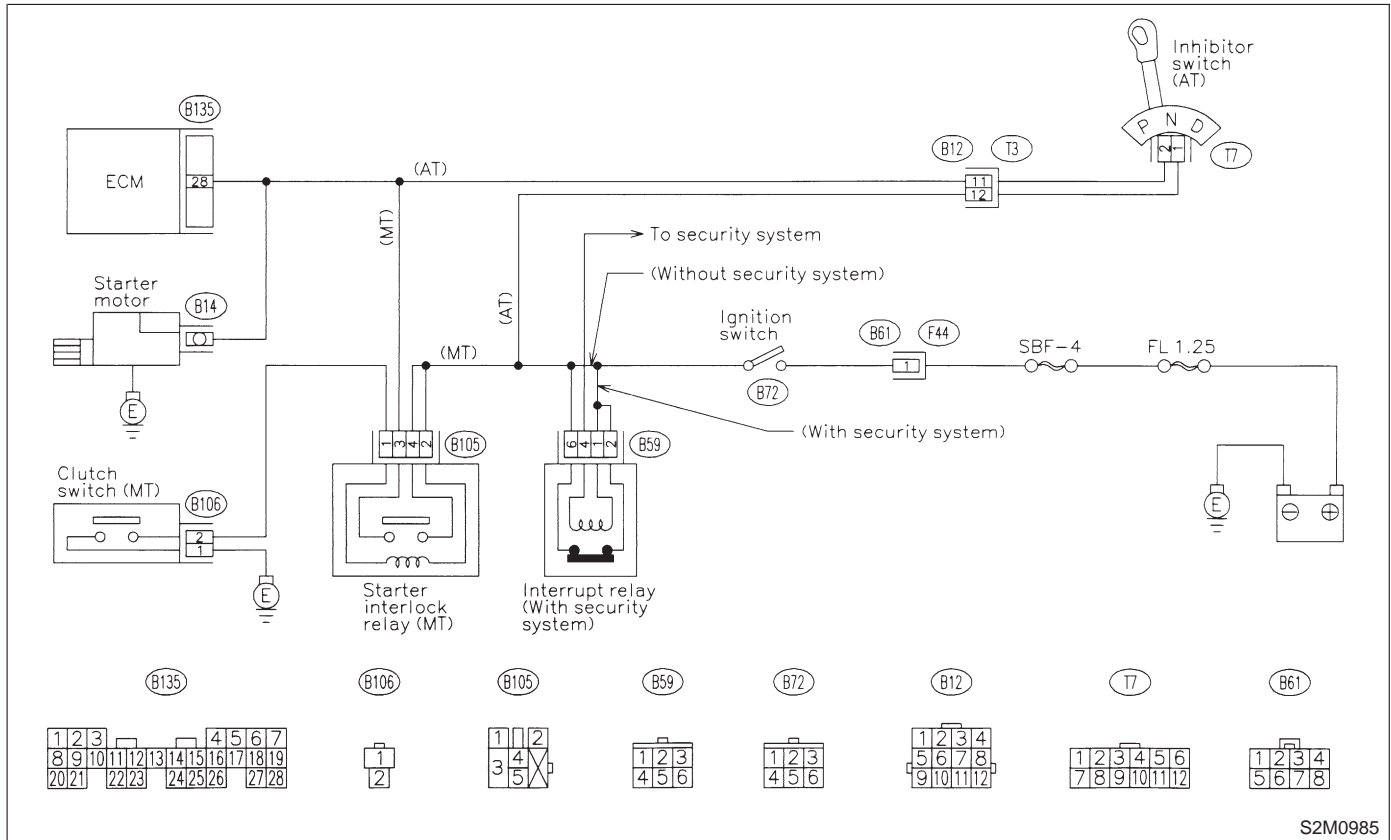 Inhibitor
switch
(AT)
P N D
2 1
T7
B135
ECM
28
(AT)
B12
T3
11
12
(MT)
To security system
(Without security system)
Starter
motor
B14
E
(AT)
(MT)
Ignition
switch
B72
B61
F44
1
SBF-4
FL 1.25
(With security system)
1 3 4 2
B105
6 4 1 2
B59
Clutch
switch (MT)
B106
2
1
E
E
Starter
interlock
relay (MT)
Interrupt relay
(With security
system)
B135
B106
B105
B59
B72
B12
T7
B61
1 2 3 4 5 6 7
8 9 10 11 12 13 14 15 16 17 18 19
20 21 22 23 24 25 26 27 28
1
2
1 2
3 4
5
1 2 3
4 5 6
1 2 3
4 5 6
1 2 3 4
5 6 7 8
9 10 11 12
1 2 3 4 5 6
7 8 9 10 11 12
1 2 3 4
5 6 7 8
S2M0985